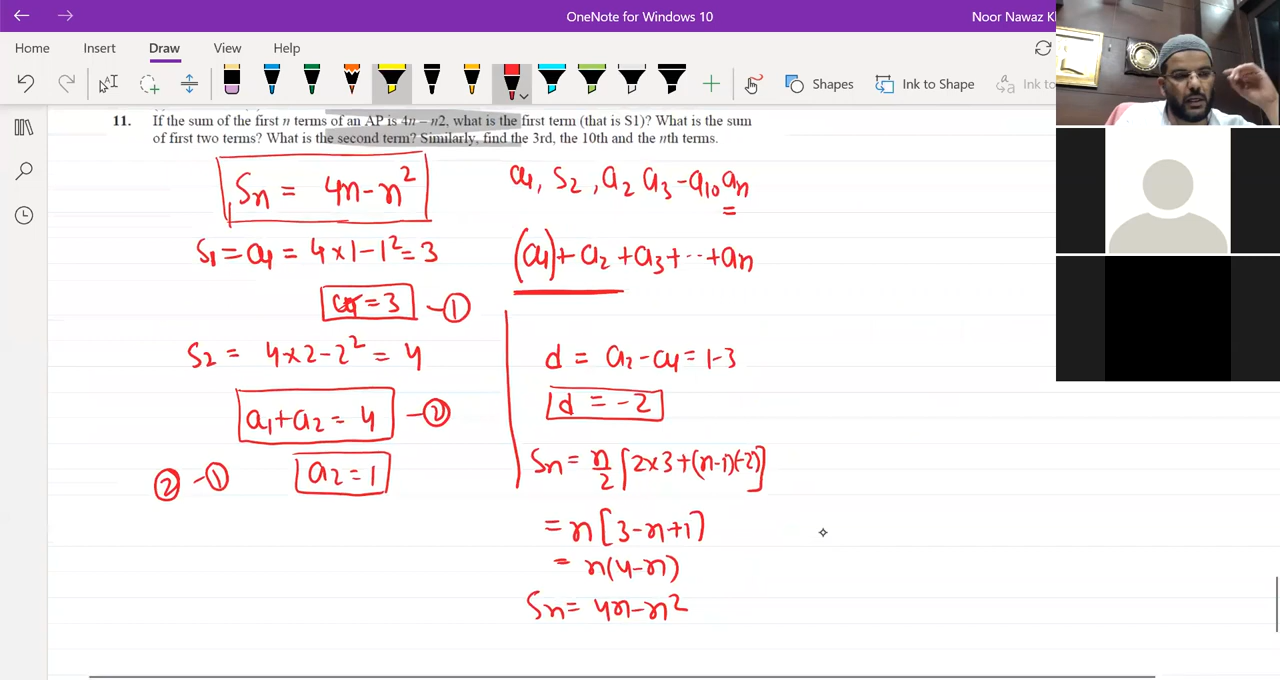 OneNote for Windows 10
Noor Nawaz K
Home Insert Draw View Help
Shapes Ink to Shape Ink to
11. If the sum of the first n terms of an AP is 4n – n2, what is the first term (that is S1)? What is the sum
of first two terms? What is the second term? Similarly, find the 3rd, the 10th and the nth terms.
Sn = 4n-n²
a1, S2, a2 a3 - a10 an
=
S1 = a1 = 4×1-1² = 3
(a1)+a2+a3+··+an
a1=3 -①
S2 = 4×2-2² = 4
a1+a2=4 -②
②-① a2=1
d = a2-a1=1-3
d = -2
Sn = n/2 [2×3+(n-1)(-2)]
= n[3-n+1)
= n(4-n)
Sn= 4n-n²